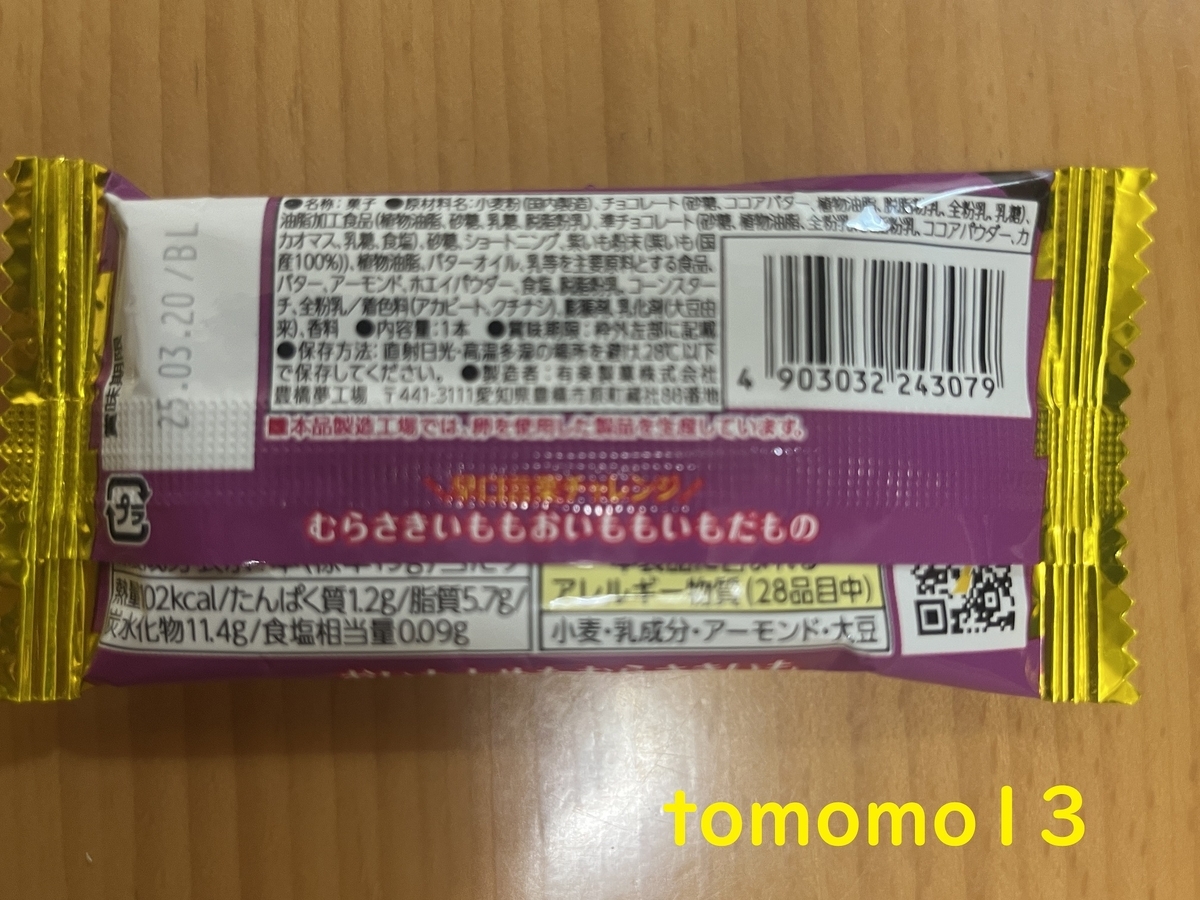 ●名称:菓子 ●原材料名:小麦粉(国内製造)、チョコレート(砂糖、ココアバター、植物油脂、脱脂粉乳、全粉乳、乳糖)、
油脂加工食品(植物油脂、砂糖、乳糖、脱脂粉乳)、準チョコレート(砂糖、植物油脂、全粉乳、
粉乳、ココアパウダー、カ
カオマス、乳糖、食塩)、砂糖、ショートニング、紫いも粉末(紫いも(国
産100%))、植物油脂、バターオイル、乳等を主要原料とする食品、
バター、アーモンド、ホエイパウダー、食塩、脱脂粉乳、コーンスター
チ、全粉乳/着色料(アカビート、クチナシ)、膨脹剤、乳化剤(大豆由
来)、香料 ●内容量:1本 ●賞味期限:枠外左部に記載
●保存方法:直射日光・高温多湿の場所を避け、28℃以下
で保存してください。 ●製造者:有楽製菓株式会社
豊橋夢工場 〒441-3111愛知県豊橋市原町蔵社88番地
4 903032 243079
賞味期限
25.03.20/BL
■本品製造工場では、卵を使用した製品を生産しています。
早口言葉チャレンジ
むらさきいももおいももいもだもの
プラ
熱量102kcal/たんぱく質1.2g/脂質5.7g/
炭水化物11.4g/食塩相当量0.09g
アレルギー物質(28品目中)
小麦・乳成分・アーモンド・大豆
tomomo13